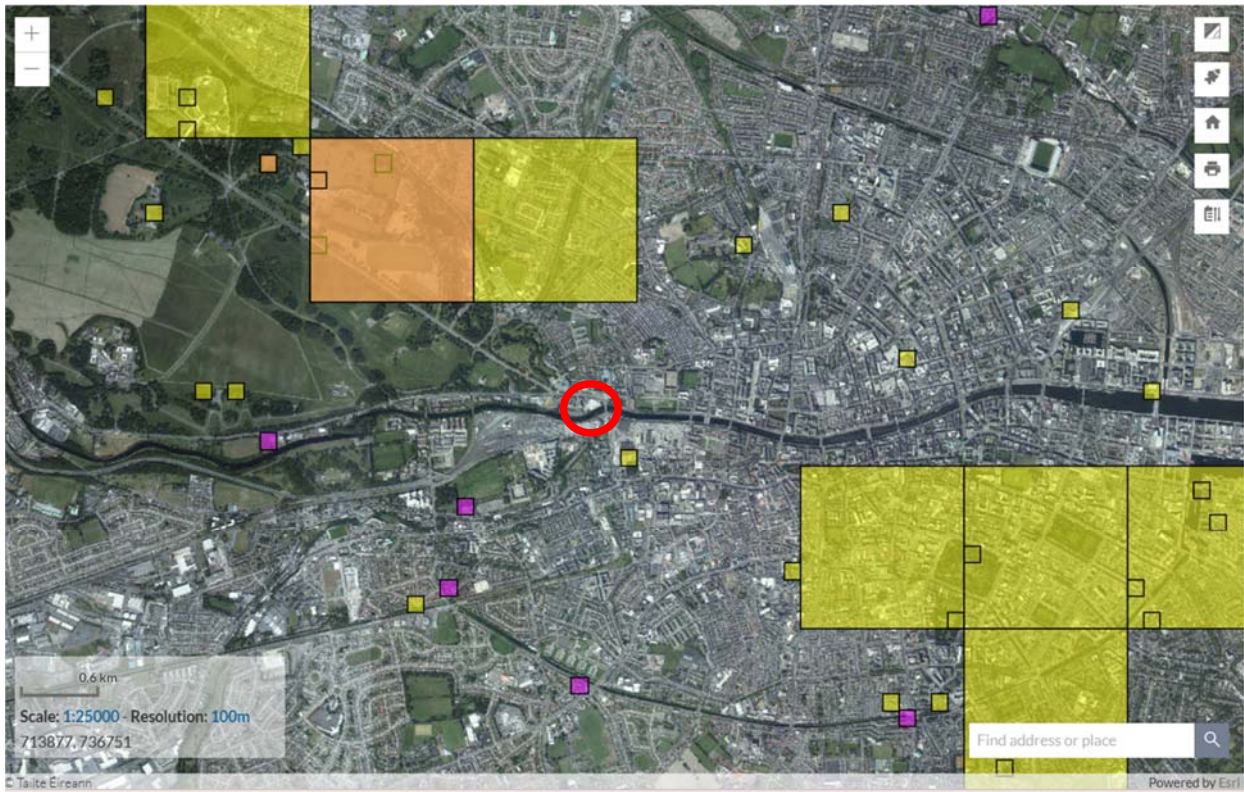 +
−
0.6 km
Scale: 1:25000 - Resolution: 100m
713877, 736751
Find address or place
© Tailte Éireann
Powered by Esri